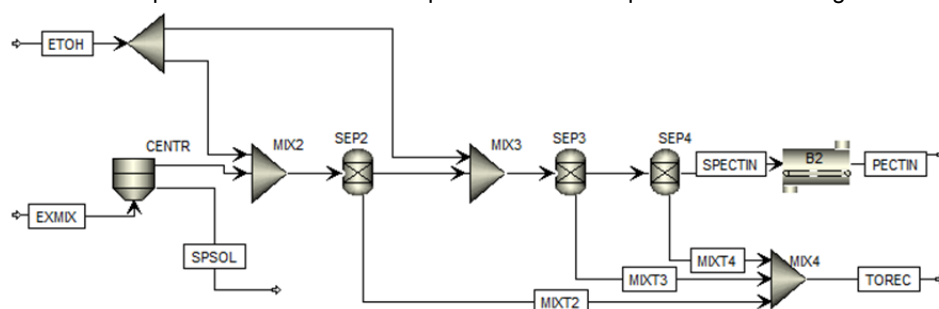 ETOH
CENTR
MIX2
SEP2
MIX3
SEP3
SEP4
SPECTIN
B2
PECTIN
EXMIX
SPSOL
MIXT4
MIX4
MIXT3
TOREC
MIXT2